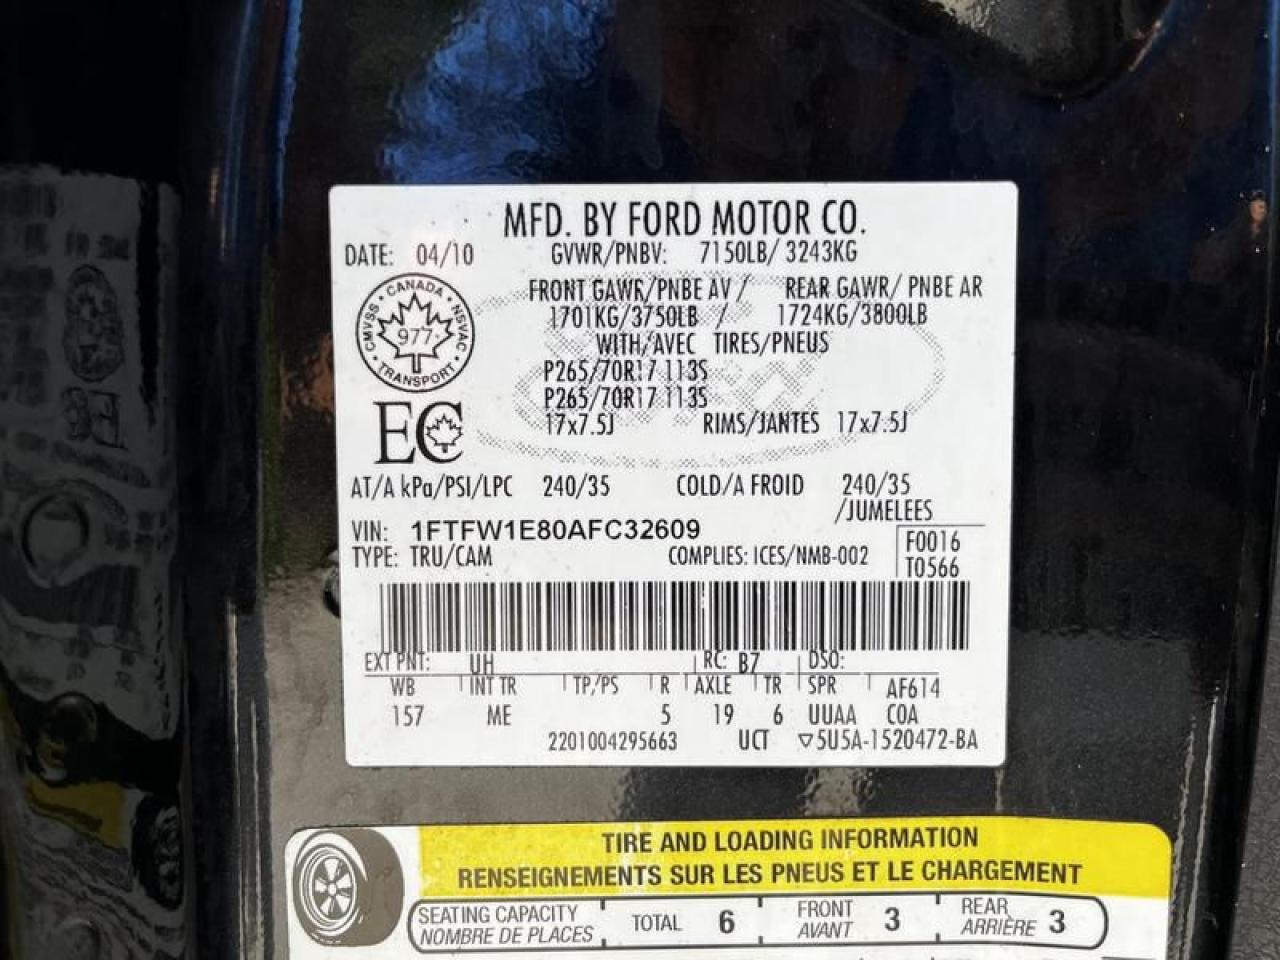 MFD. BY FORD MOTOR CO.
DATE: 04/10 GVWR/PNBV: 7150LB/ 3243KG
FRONT GAWR/PNBE AV / REAR GAWR/ PNBE AR
1701KG/3750LB / 1724KG/3800LB
WITH/AVEC TIRES/PNEUS
P265/70R17 113S
P265/70R17 113S
17x7.5J RIMS/JANTES 17x7.5J
CANADA
CMVSS NSVAC
977
TRANSPORT
EC
AT/A kPa/PSI/LPC 240/35 COLD/A FROID 240/35
/JUMELEES
VIN: 1FTFW1E80AFC32609
TYPE: TRU/CAM COMPLIES: ICES/NMB-002
F0016
T0566
EXT PNT: UH RC: B7 DSO:
WB INT TR TP/PS R AXLE TR SPR AF614
157 ME 5 19 6 UUAA COA
2201004295663 UCT ▽5U5A-1520472-BA
TIRE AND LOADING INFORMATION
RENSEIGNEMENTS SUR LES PNEUS ET LE CHARGEMENT
SEATING CAPACITY
NOMBRE DE PLACES
TOTAL 6
FRONT
AVANT 3
REAR
ARRIÈRE 3